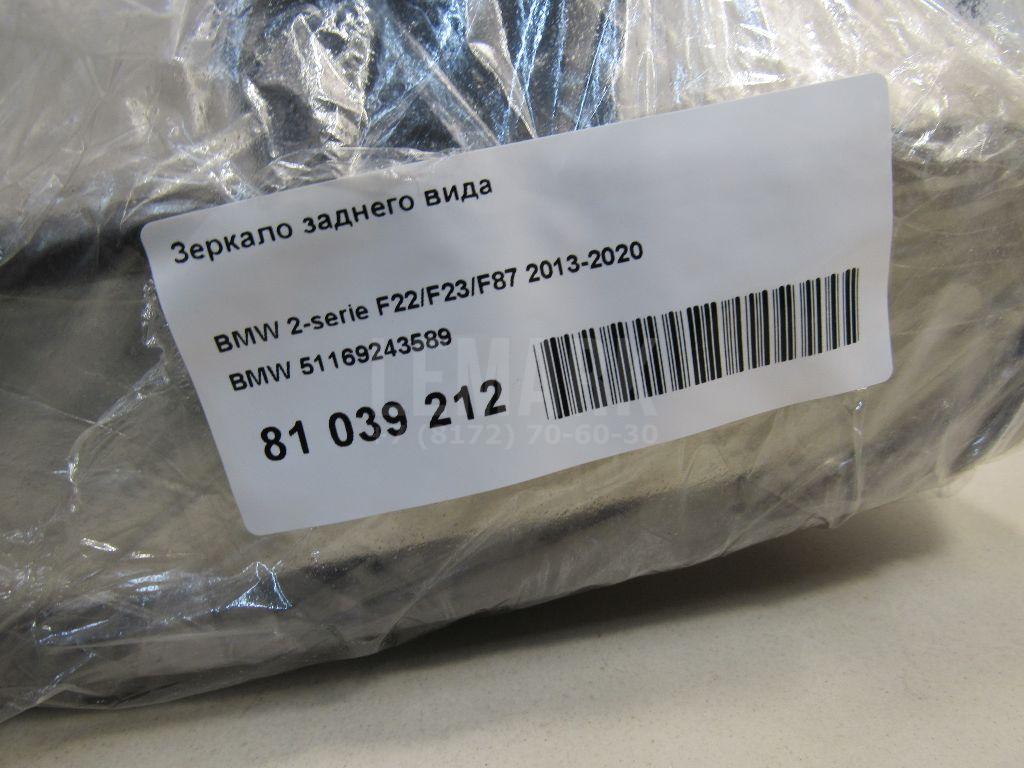 Зеркало заднего вида
BMW 2-serie F22/F23/F87 2013-2020
BMW 51169243589
81 039 212
LEMARK
(8172) 70-60-30